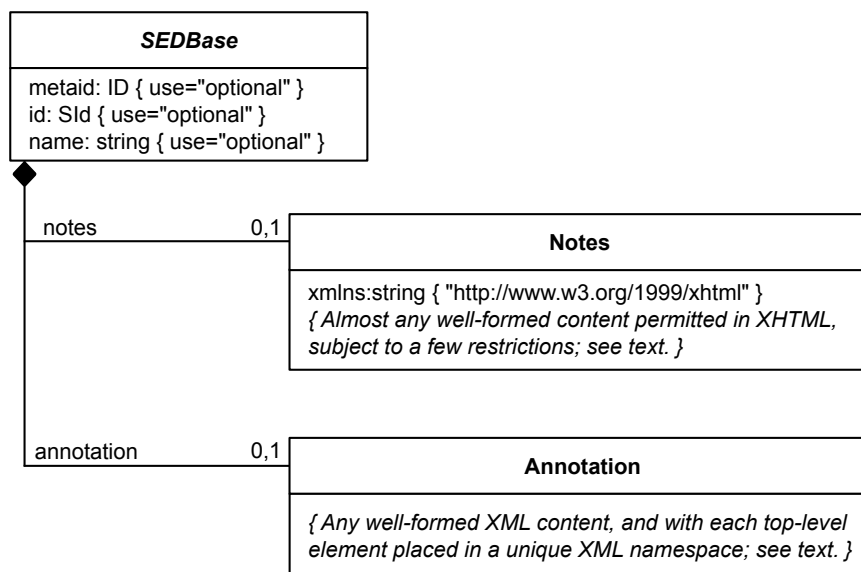 SEDBase
metaid: ID { use="optional" }
id: SId { use="optional" }
name: string { use="optional" }
notes 0,1
Notes
xmlns:string { "http://www.w3.org/1999/xhtml" }
{ Almost any well-formed content permitted in XHTML,
subject to a few restrictions; see text. }
annotation 0,1
Annotation
{ Any well-formed XML content, and with each top-level
element placed in a unique XML namespace; see text. }